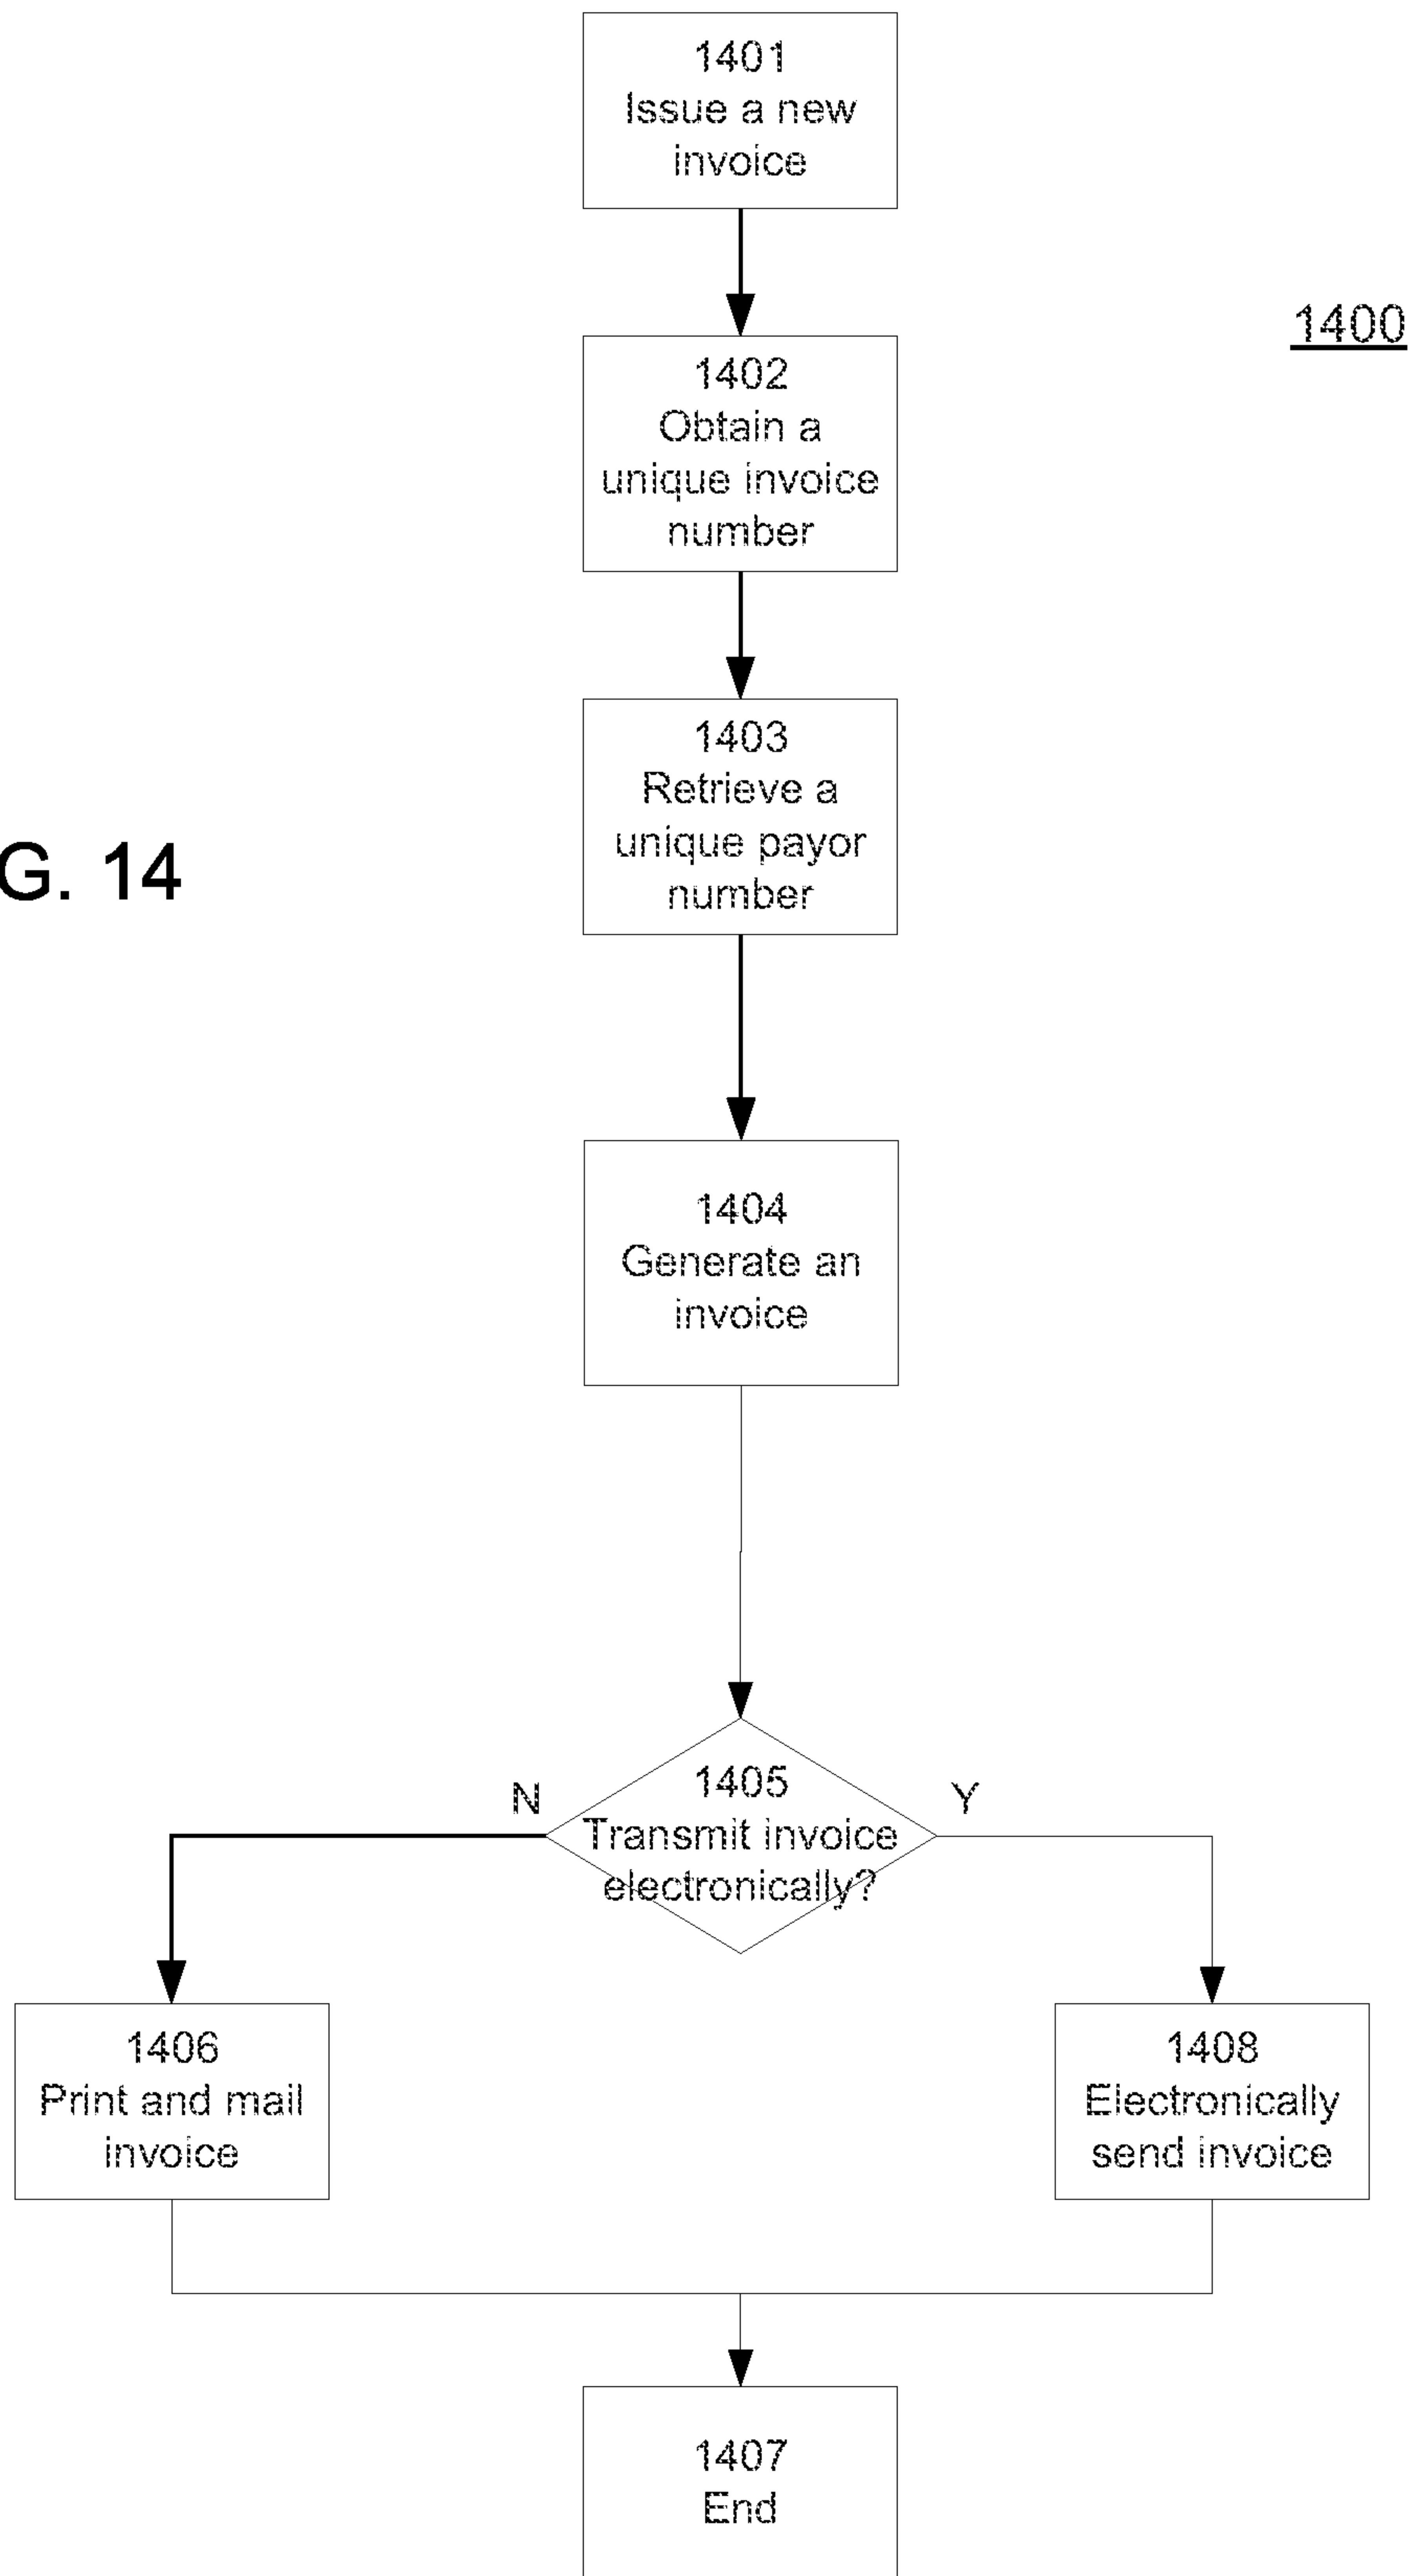 1401
Issue a new
invoice
1400
1402
Obtain a
unique invoice
number
1403
Retrieve a
unique payor
number
G. 14
1404
Generate an
invoice
N
1405
Transmit invoice
electronically?
Y
1406
Print and mail
invoice
1408
Electronically
send invoice
1407
End